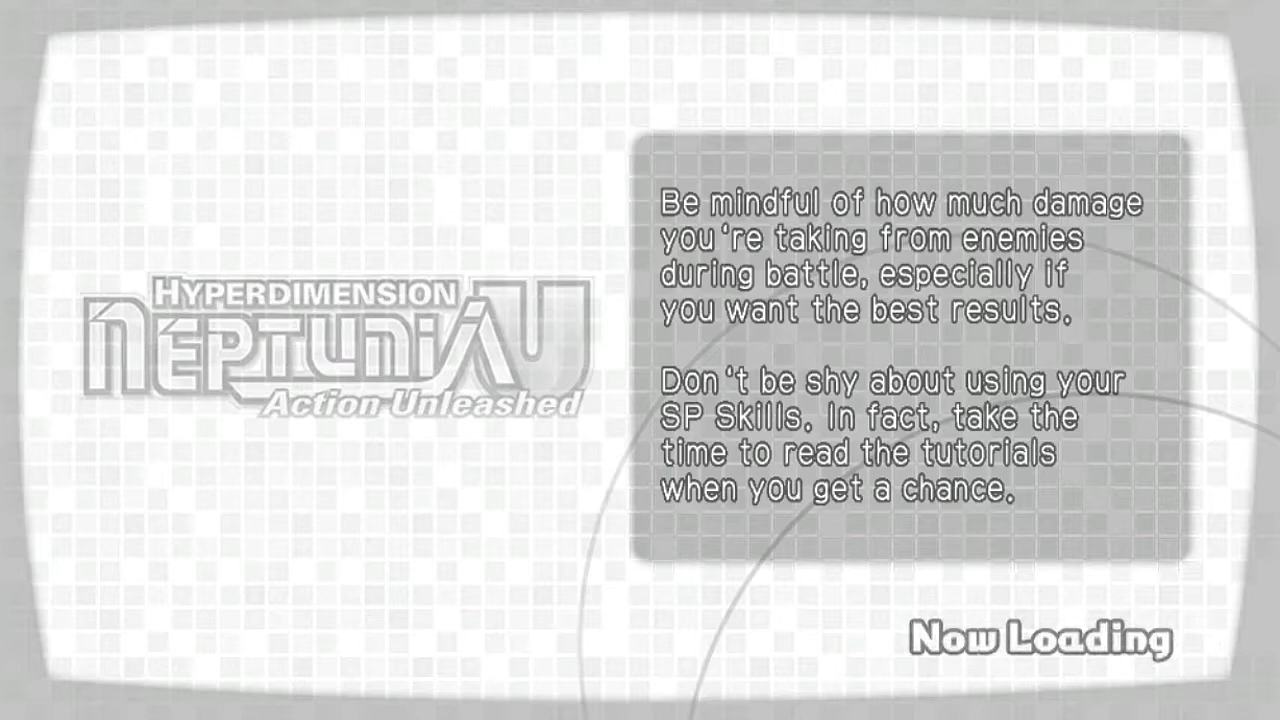 HYPERDIMENSION
NEPTUNIA U
Action Unleashed
Be mindful of how much damage
you're taking from enemies
during battle, especially if
you want the best results.
Don't be shy about using your
SP Skills. In fact, take the
time to read the tutorials
when you get a chance.
Now Loading